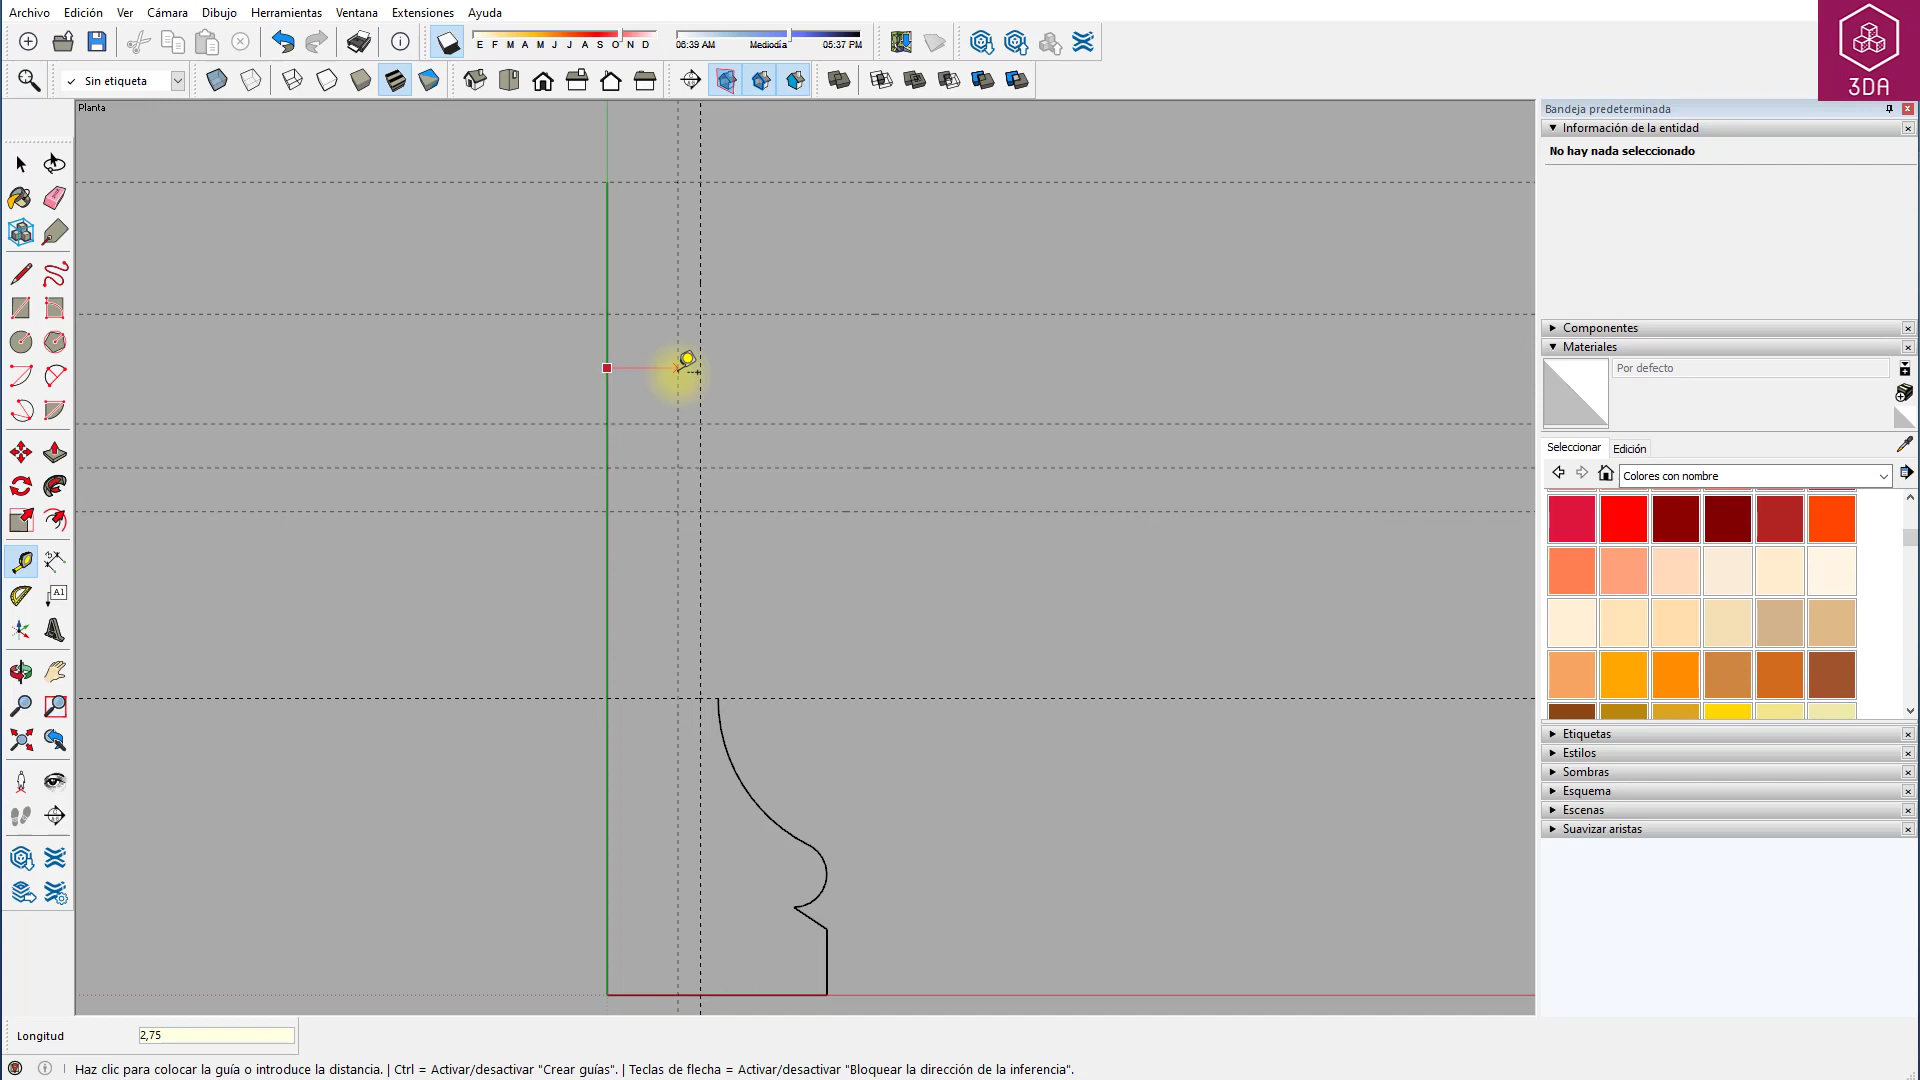 Archivo Edición Ver Cámara Dibujo Herramientas Ventana Extensiones Ayuda
E F M A M J J A S O N D 06:39 AM Mediodía 05:37 PM
Sin etiqueta
3DA
Planta
Bandeja predeterminada
Información de la entidad
No hay nada seleccionado
Componentes
Materiales
Por defecto
Seleccionar Edición
Colores con nombre
A1
Etiquetas
Estilos
Sombras
Esquema
Escenas
Suavizar aristas
Longitud 2,75
Haz clic para colocar la guía o introduce la distancia. | Ctrl = Activar/desactivar "Crear guías". | Teclas de flecha = Activar/desactivar "Bloquear la dirección de la inferencia".